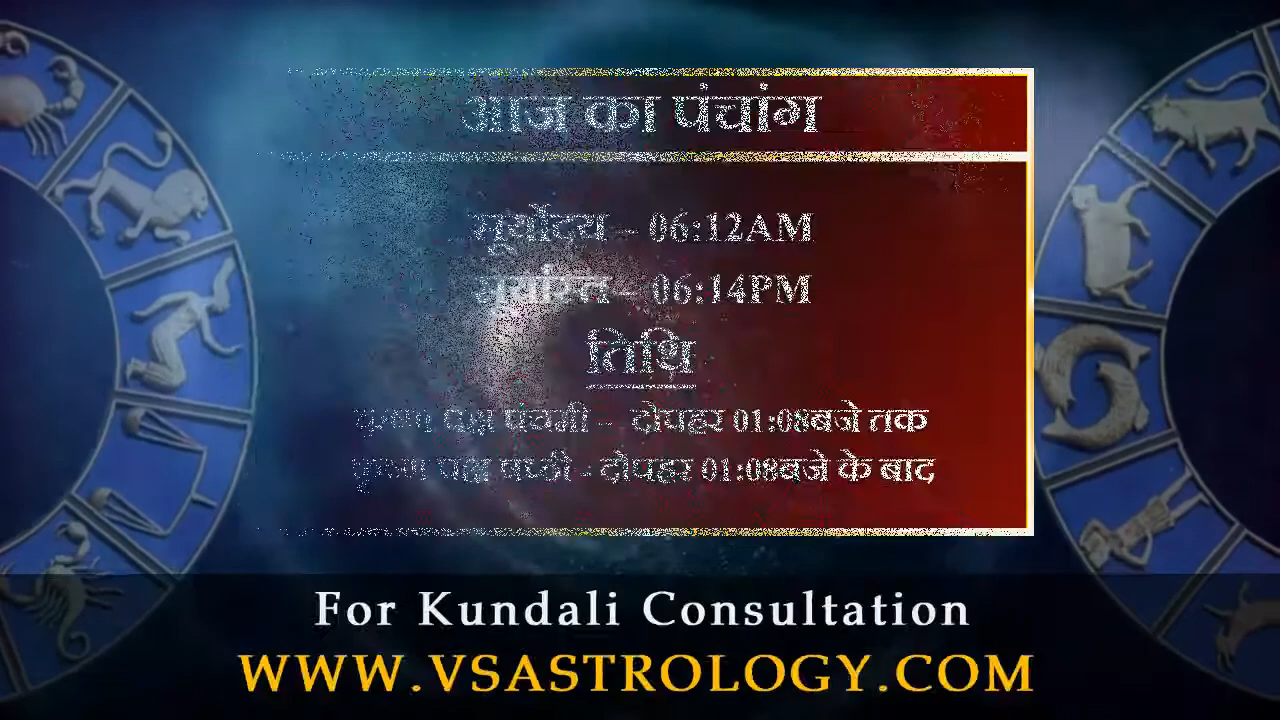 आज का पंचांग
सूर्योदय – 06:12AM
सूर्यास्त – 06:14PM
तिथि
कृष्ण पक्ष पंचमी – दोपहर 01:08बजे तक
कृष्ण पक्ष षष्ठी - दोपहर 01:08बजे के बाद
For Kundali Consultation
WWW.VSASTROLOGY.COM